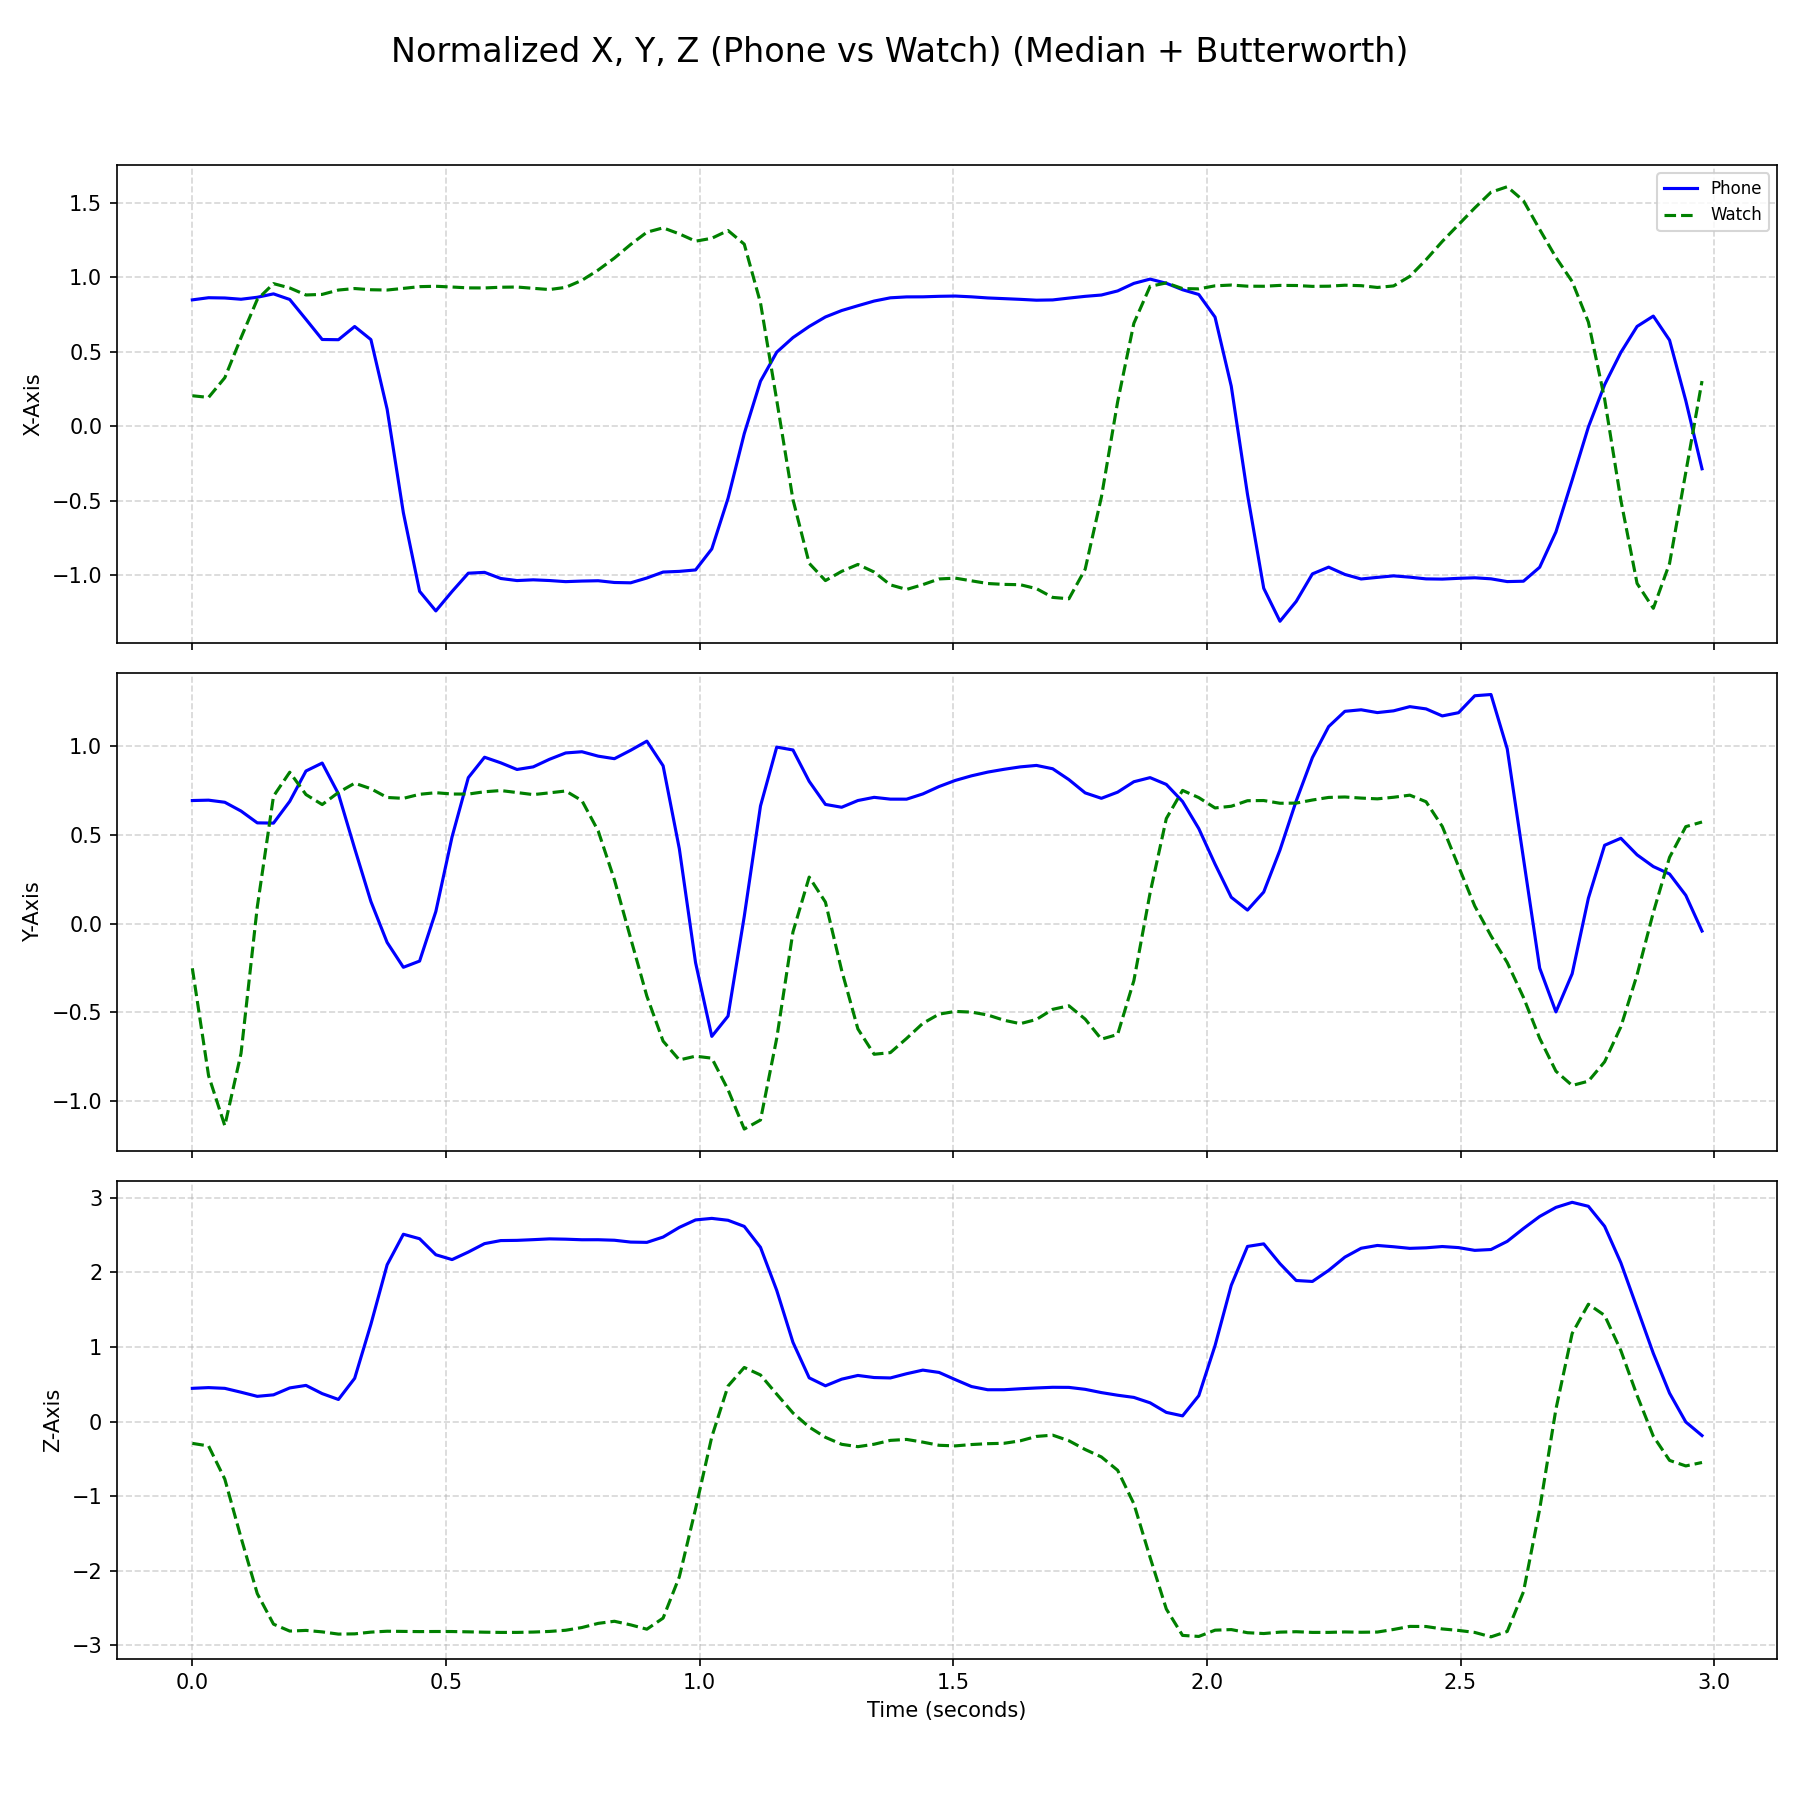 Normalized X, Y, Z (Phone vs Watch) (Median + Butterworth)
Phone
Watch
X-Axis
1.5
1.0
0.5
0.0
−0.5
−1.0
Y-Axis
1.0
0.5
0.0
−0.5
−1.0
Z-Axis
3
2
1
0
−1
−2
−3
0.0 0.5 1.0 1.5 2.0 2.5 3.0
Time (seconds)